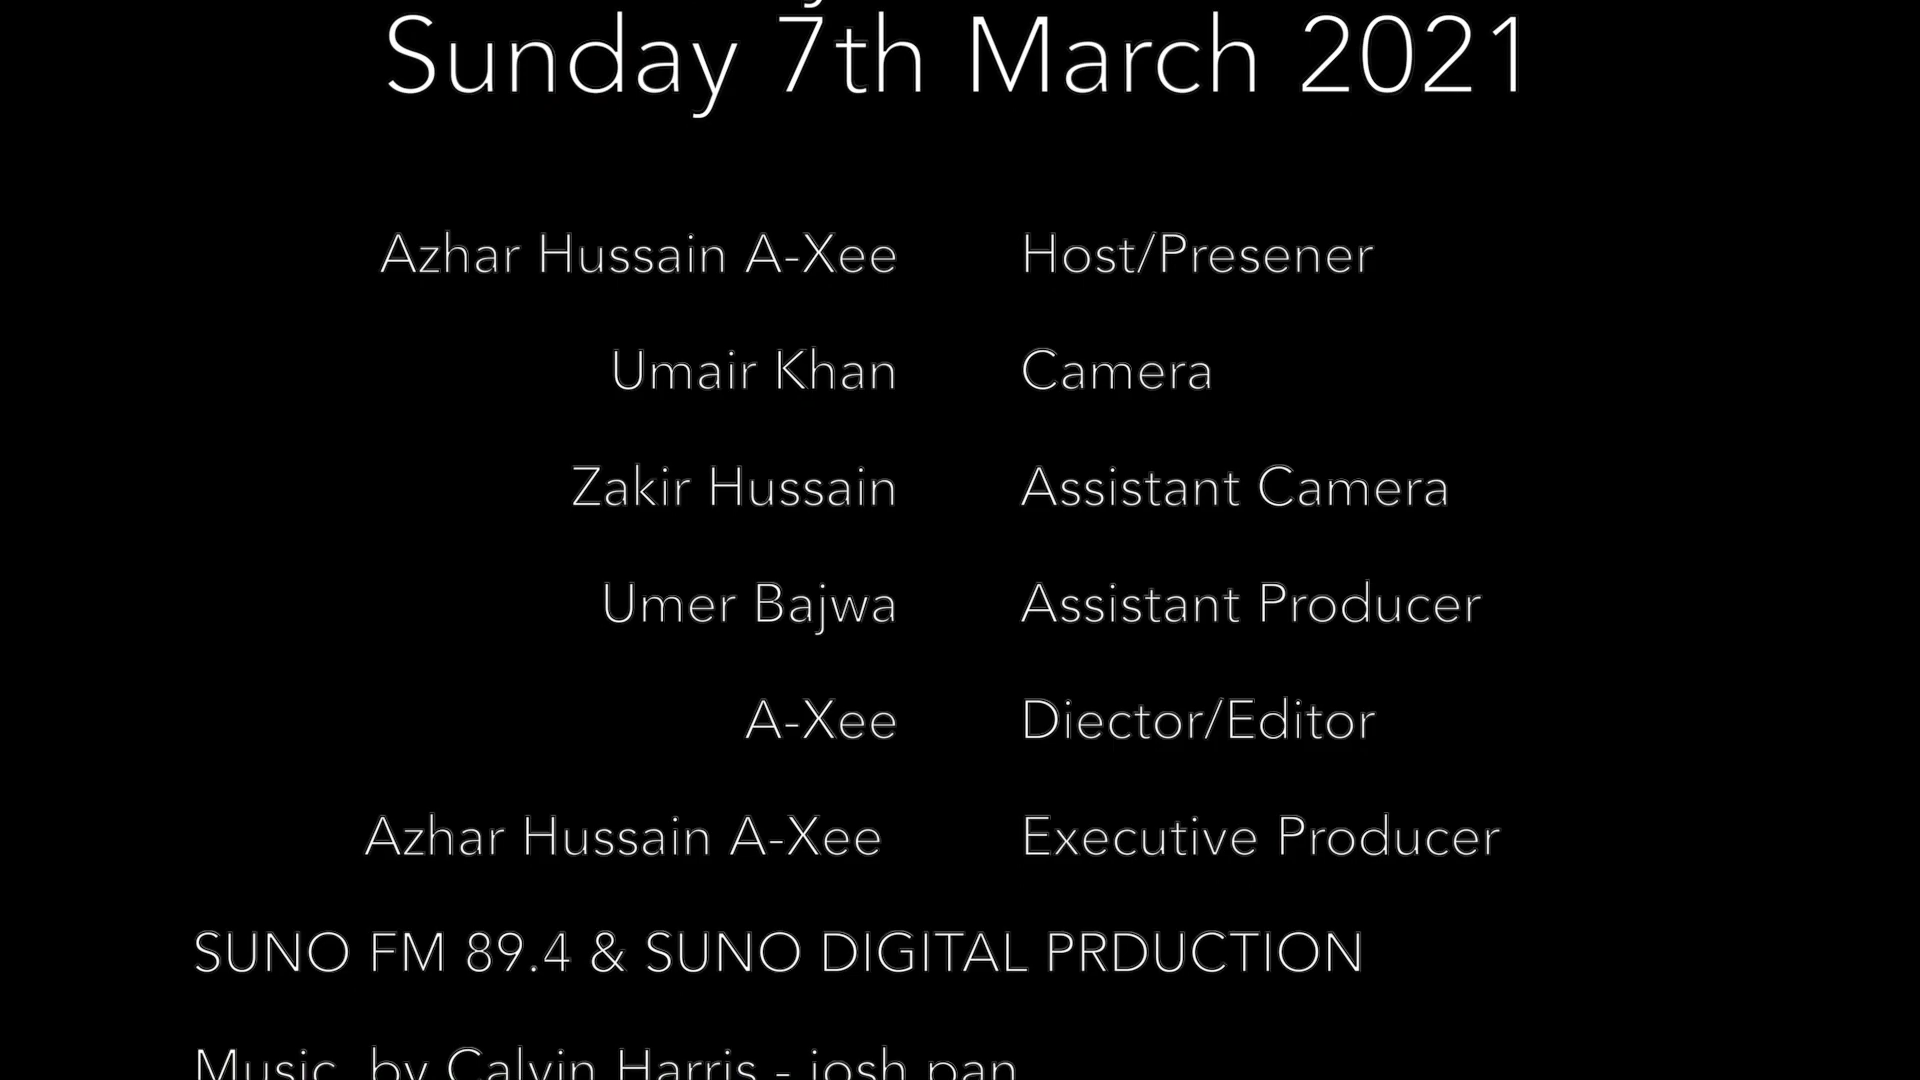 Sunday 7th March 2021
Azhar Hussain A-Xee Host/Presener
Umair Khan Camera
Zakir Hussain Assistant Camera
Umer Bajwa Assistant Producer
A-Xee Diector/Editor
Azhar Hussain A-Xee Executive Producer
SUNO FM 89.4 & SUNO DIGITAL PRDUCTION
Music by Calvin Harris - josh pan